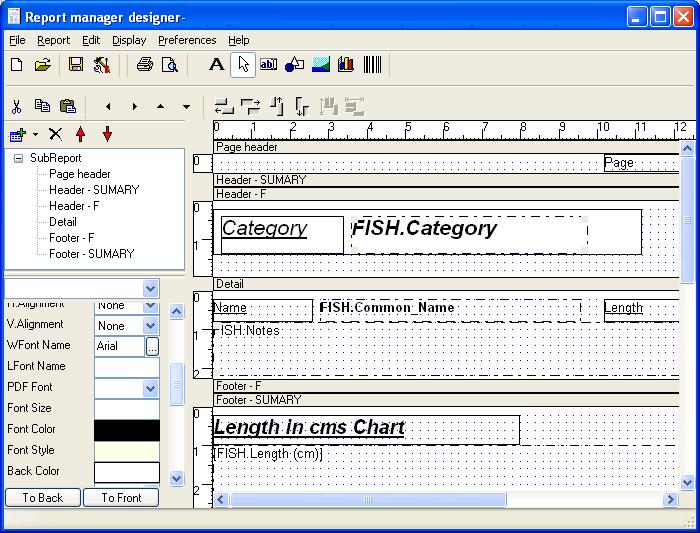 Report manager designer-
File Report Edit Display Preferences Help
A ab
0 1 2 3 4 5 6 7 8 9 10 11 12
SubReport
Page header
Header - SUMARY
Header - F
Detail
Footer - F
Footer - SUMARY
H.Alignment None
V.Alignment None
WFont Name Arial ...
LFont Name
PDF Font
Font Size
Font Color
Font Style
Back Color
To Back To Front
Page header
0 Page
Header - SUMARY
Header - F
0
Category FISH.Category
1
Detail
0
Name FISH.Common_Name Length
1
FISH.Notes
2
Footer - F
Footer - SUMARY
0
Length in cms Chart
1
[FISH.Length (cm)]
2